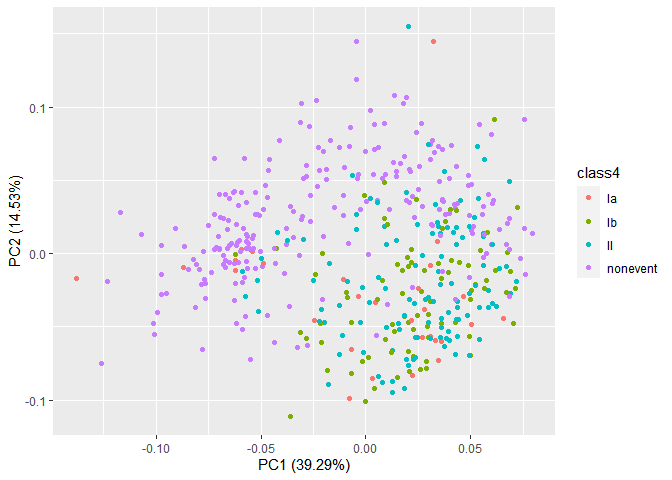 0.1
0.0
-0.1
PC2 (14.53%)
-0.10
-0.05
0.00
0.05
PC1 (39.29%)
class4
Ia
Ib
II
nonevent